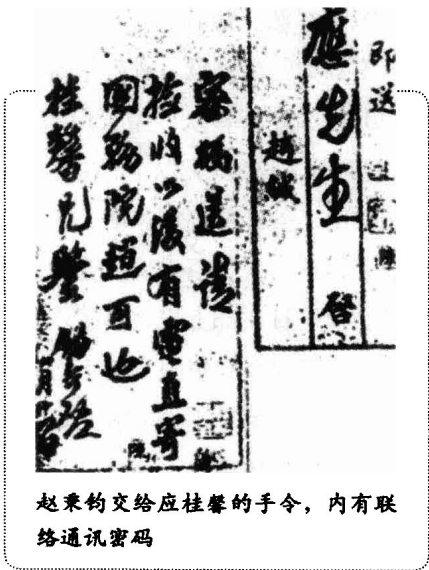 即送
應先生 啓
趙緘
密碼送請
撿收以後有電直寄
國務院趙可也
桂馨兄鑒
赵秉钧交给应桂馨的手令，内有联
络通讯密码